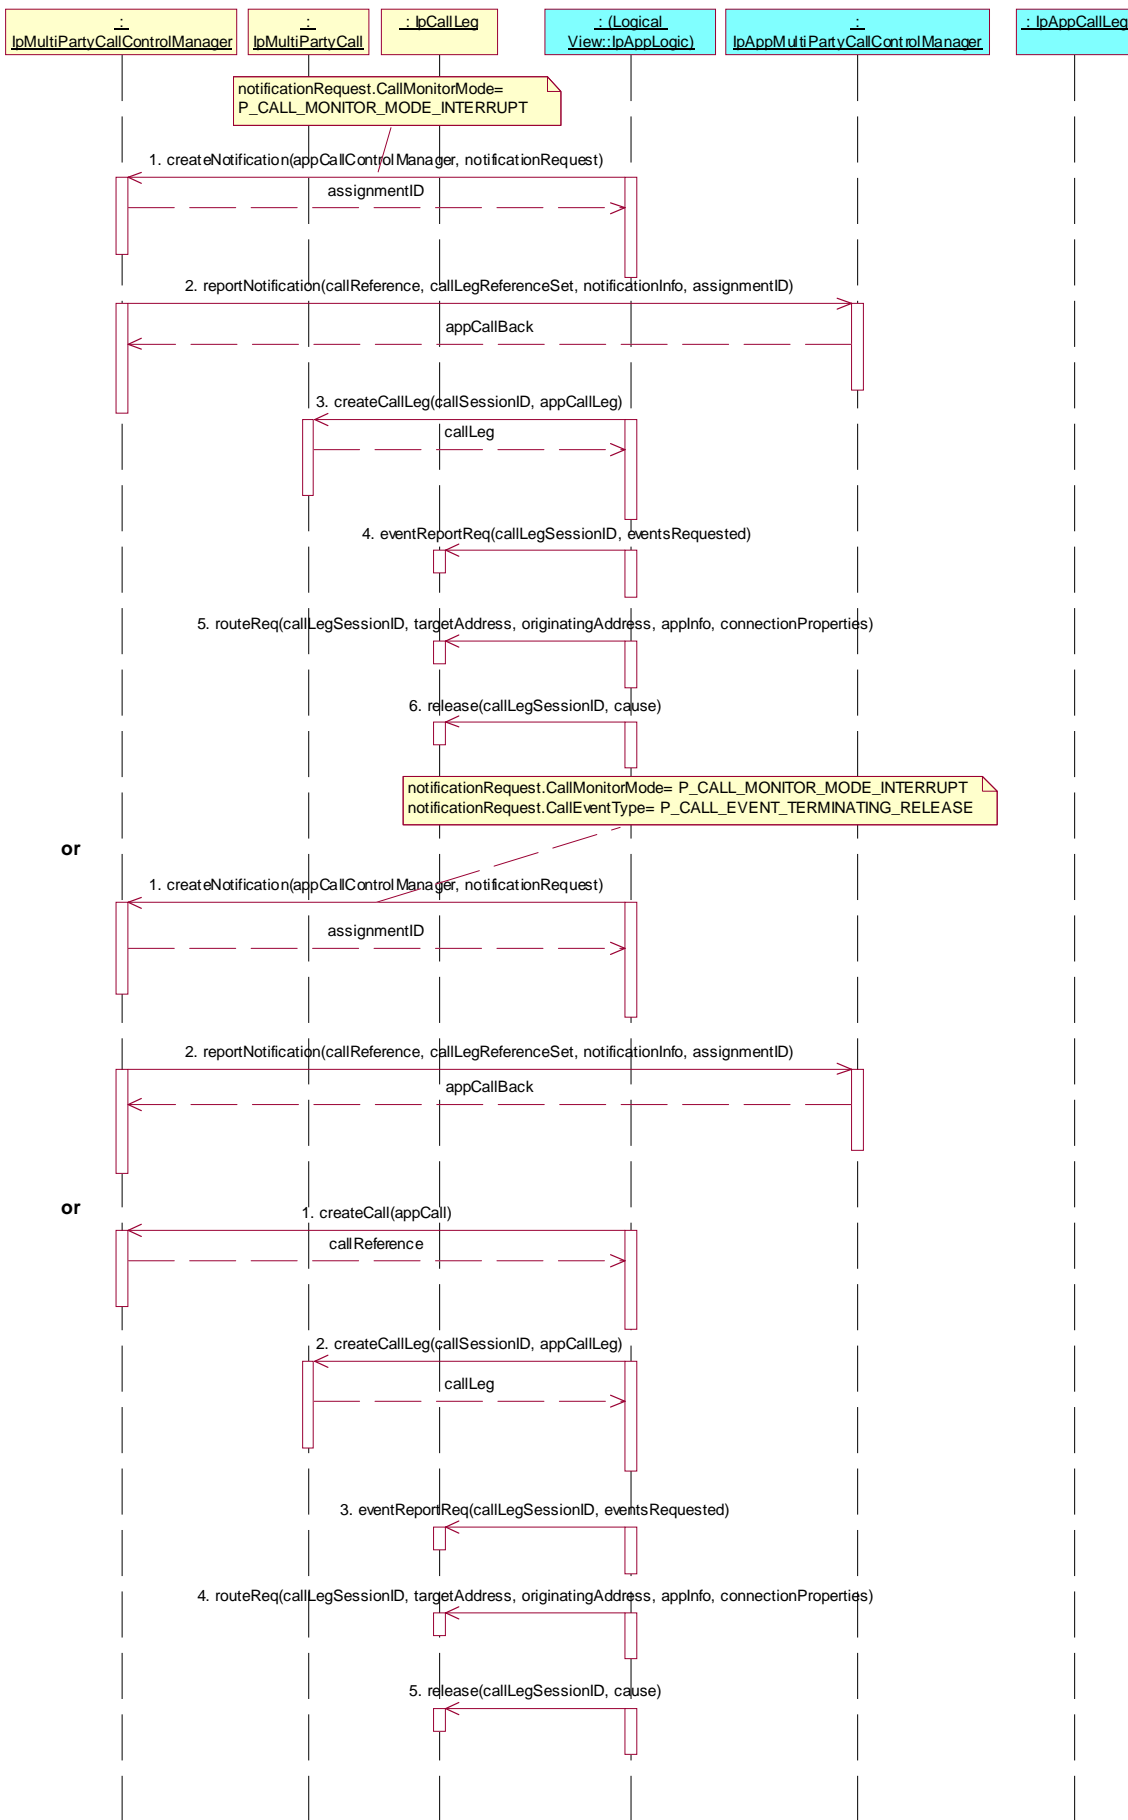 :
IpMultiPartyCallControlManager
:
IpMultiPartyCall
: IpCallLeg
: (Logical
View::IpAppLogic)
:
IpAppMultiPartyCallControlManager
: IpAppCallLeg
notificationRequest.CallMonitorMode=
P_CALL_MONITOR_MODE_INTERRUPT
1. createNotification(appCallControlManager, notificationRequest)
assignmentID
2. reportNotification(callReference, callLegReferenceSet, notificationInfo, assignmentID)
appCallBack
3. createCallLeg(callSessionID, appCallLeg)
callLeg
4. eventReportReq(callLegSessionID, eventsRequested)
5. routeReq(callLegSessionID, targetAddress, originatingAddress, appInfo, connectionProperties)
6. release(callLegSessionID, cause)
notificationRequest.CallMonitorMode= P_CALL_MONITOR_MODE_INTERRUPT
notificationRequest.CallEventType= P_CALL_EVENT_TERMINATING_RELEASE
or
1. createNotification(appCallControlManager, notificationRequest)
assignmentID
2. reportNotification(callReference, callLegReferenceSet, notificationInfo, assignmentID)
appCallBack
or
1. createCall(appCall)
callReference
2. createCallLeg(callSessionID, appCallLeg)
callLeg
3. eventReportReq(callLegSessionID, eventsRequested)
4. routeReq(callLegSessionID, targetAddress, originatingAddress, appInfo, connectionProperties)
5. release(callLegSessionID, cause)